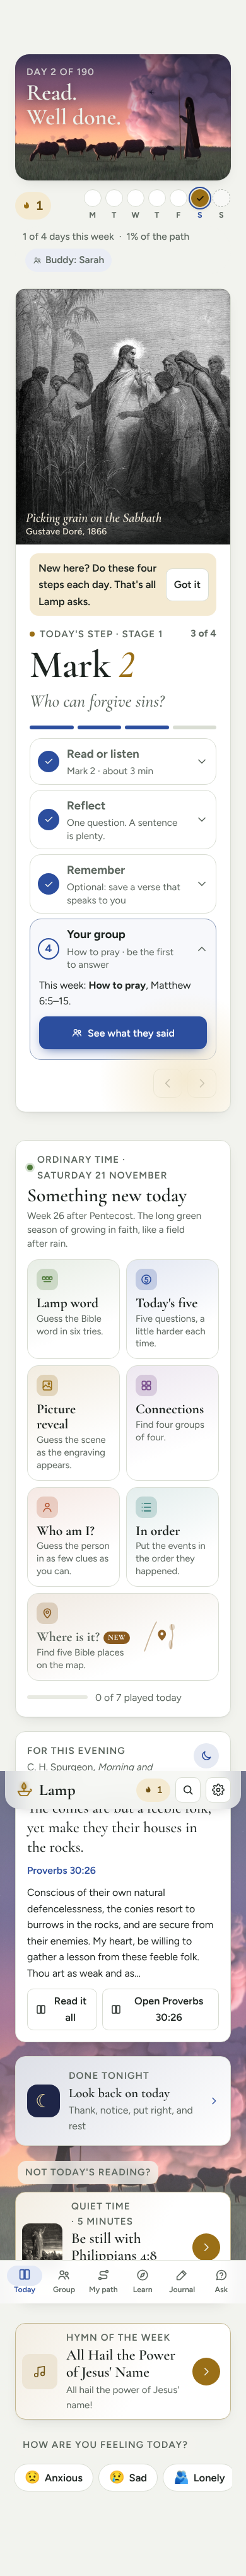 DAY 2 OF 190
Read.
Well done.
1
M T W T F S S
1 of 4 days this week · 1% of the path
Buddy: Sarah
Picking grain on the Sabbath
Gustave Doré, 1866
New here? Do these four
steps each day. That's all
Lamp asks.
Got it
TODAY'S STEP · STAGE 1
3 of 4
Mark 2
Who can forgive sins?
Read or listen
Mark 2 · about 3 min
Reflect
One question. A sentence
is plenty.
Remember
Optional: save a verse that
speaks to you
4
Your group
How to pray · be the first
to answer
This week: How to pray, Matthew
6:5–15.
See what they said
ORDINARY TIME ·
SATURDAY 21 NOVEMBER
Something new today
Week 26 after Pentecost. The long green
season of growing in faith, like a field
after rain.
Lamp word
Guess the Bible
word in six tries.
5
Today's five
Five questions, a
little harder each
time.
Picture
reveal
Guess the scene
as the engraving
appears.
Connections
Find four groups
of four.
Who am I?
Guess the person
in as few clues as
you can.
In order
Put the events in
the order they
happened.
Where is it? NEW
Find five Bible places
on the map.
0 of 7 played today
FOR THIS EVENING
C. H. Spurgeon, Morning and
Lamp
1
The conies are but a feeble folk,
yet make they their houses in
the rocks.
Proverbs 30:26
Conscious of their own natural
defencelessness, the conies resort to
burrows in the rocks, and are secure from
their enemies. My heart, be willing to
gather a lesson from these feeble folk.
Thou art as weak and as...
Read it
all
Open Proverbs
30:26
DONE TONIGHT
Look back on today
Thank, notice, put right, and
rest
NOT TODAY'S READING?
QUIET TIME
· 5 MINUTES
Be still with
Philippians 4:8
Today
Group
My path
Learn
Journal
Ask
HYMN OF THE WEEK
All Hail the Power
of Jesus' Name
All hail the power of Jesus'
name!
HOW ARE YOU FEELING TODAY?
Anxious
Sad
Lonely